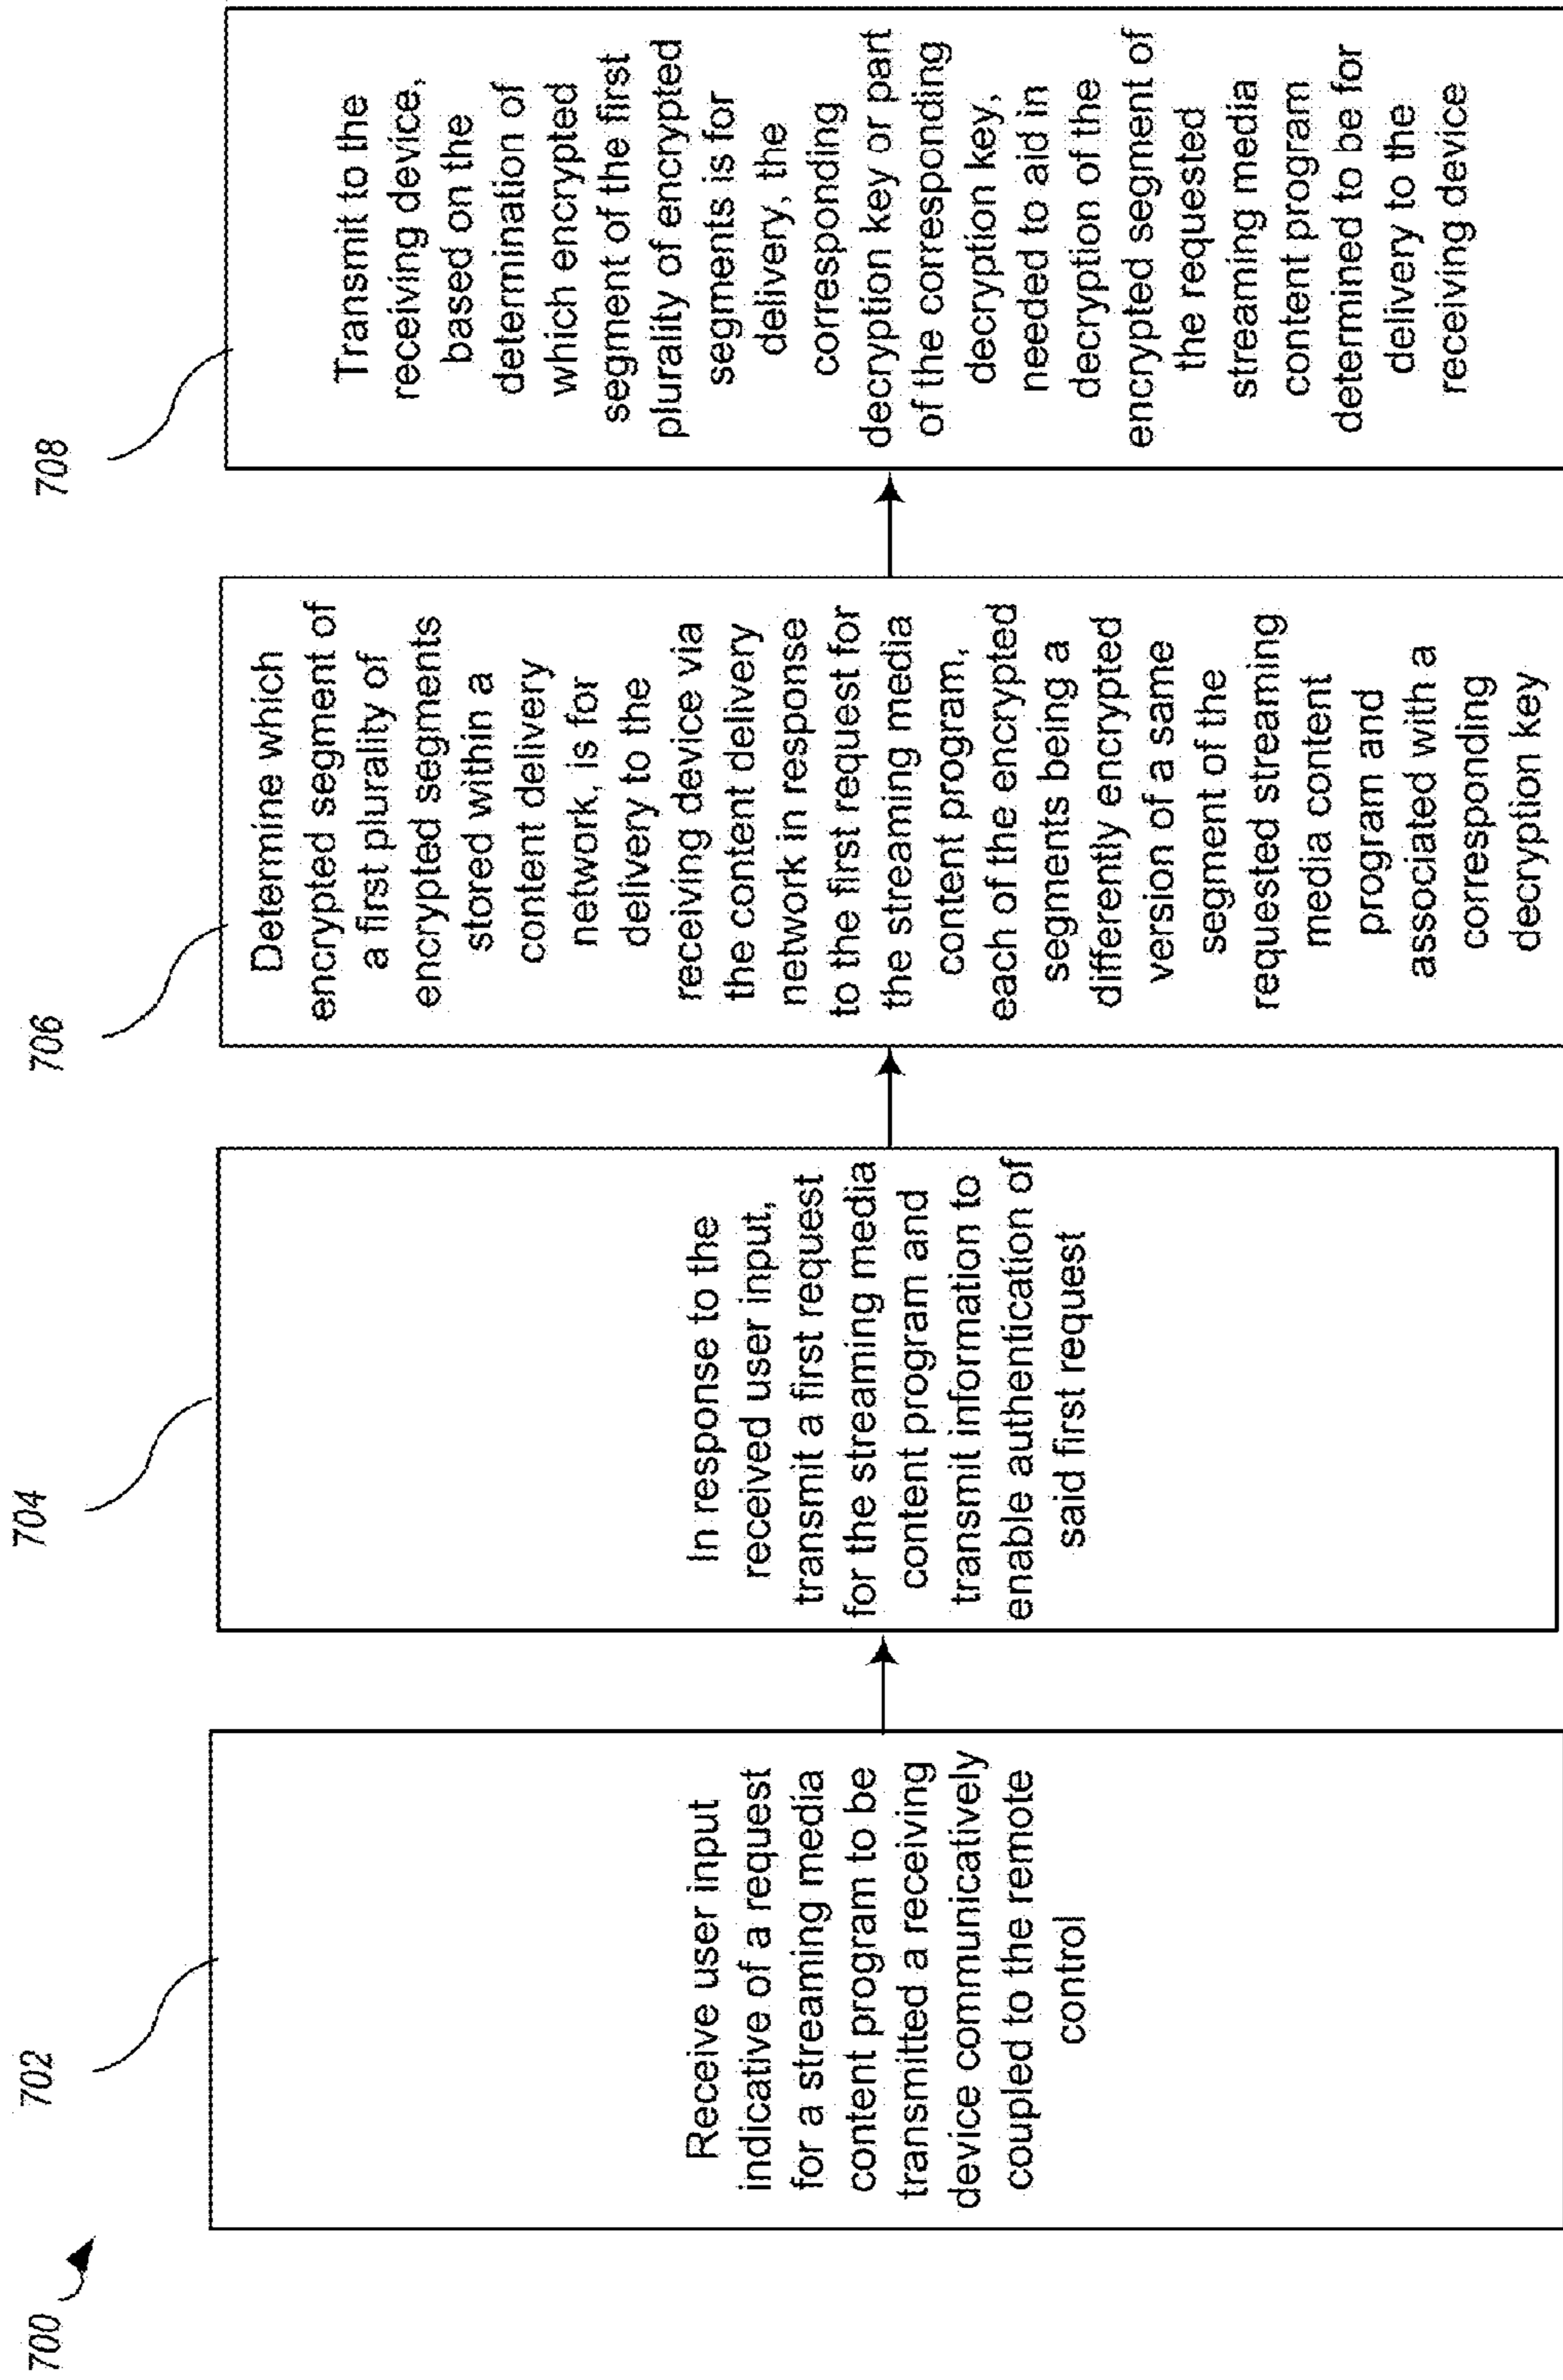 700
702
Receive user input
indicative of a request
for a streaming media
content program to be
transmitted a receiving
device communicatively
coupled to the remote
control
704
In response to the
received user input,
transmit a first request
for the streaming media
content program and
transmit information to
enable authentication of
said first request
706
Determine which
encrypted segment of
a first plurality of
encrypted segments
stored within a
content delivery
network, is for
delivery to the
receiving device via
the content delivery
network in response
to the first request for
the streaming media
content program,
each of the encrypted
segments being a
differently encrypted
version of a same
segment of the
requested streaming
media content
program and
associated with a
corresponding
decryption key
708
Transmit to the
receiving device,
based on the
determination of
which encrypted
segment of the first
plurality of encrypted
segments is for
delivery, the
corresponding
decryption key or part
of the corresponding
decryption key,
needed to aid in
decryption of the
encrypted segment of
the requested
streaming media
content program
determined to be for
delivery to the
receiving device